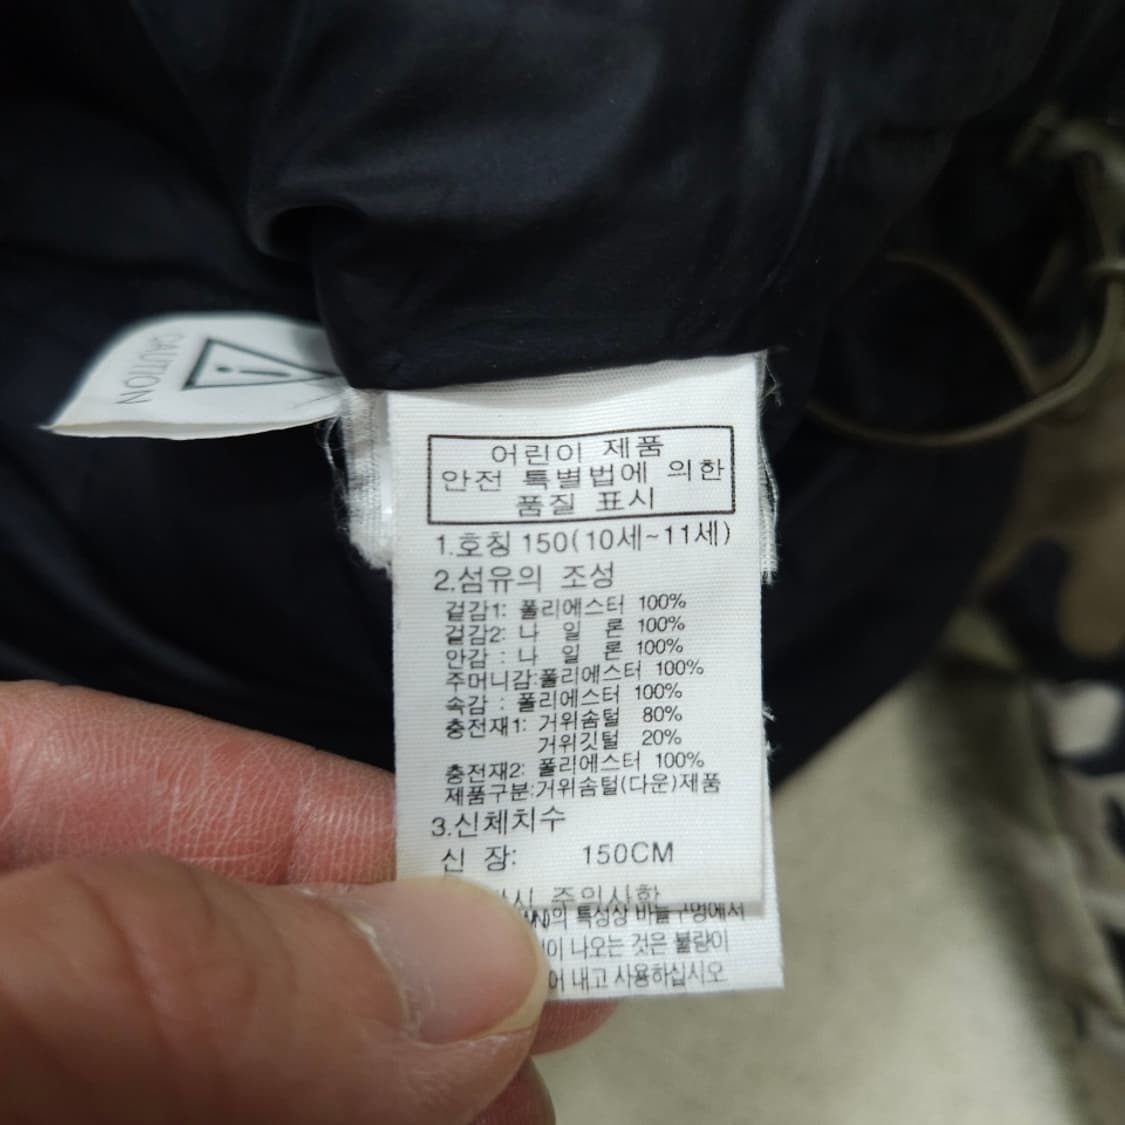 CAUTION
어린이 제품
안전 특별법에 의한
품질 표시
1.호칭 150(10세~11세)
2.섬유의 조성
겉감1: 폴리에스터 100%
겉감2: 나 일 론 100%
안감 : 나 일 론 100%
주머니감:폴리에스터 100%
속감 : 폴리에스터 100%
충전재1: 거위솜털 80%
거위깃털 20%
충전재2: 폴리에스터 100%
제품구분:거위솜털(다운)제품
3.신체치수
신 장: 150CM
주의사항
특성상 바늘구멍에서
나오는 것은 불량이
내고 사용하십시오